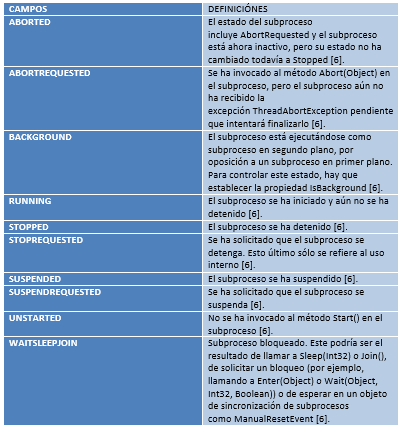 CAMPOS DEFINICIÓNES
ABORTED El estado del subproceso
incluye AbortRequested y el subproceso
está ahora inactivo, pero su estado no ha
cambiado todavía a Stopped [6].
ABORTREQUESTED Se ha invocado al método Abort(Object) en
el subproceso, pero el subproceso aún no
ha recibido la
excepción ThreadAbortException pendiente
que intentará finalizarlo [6].
BACKGROUND El subproceso está ejecutándose como
subproceso en segundo plano, por
oposición a un subproceso en primer plano.
Para controlar este estado, hay que
establecer la propiedad IsBackground [6].
RUNNING El subproceso se ha iniciado y aún no se ha
detenido [6].
STOPPED El subproceso se ha detenido [6].
STOPREQUESTED Se ha solicitado que el subproceso se
detenga. Esto último sólo se refiere al uso
interno [6].
SUSPENDED El subproceso se ha suspendido [6].
SUSPENDREQUESTED Se ha solicitado que el subproceso se
suspenda [6].
UNSTARTED No se ha invocado al método Start() en el
subproceso [6].
WAITSLEEPJOIN Subproceso bloqueado. Este podría ser el
resultado de llamar a Sleep(Int32) o Join(),
de solicitar un bloqueo (por ejemplo,
llamando a Enter(Object) o Wait(Object,
Int32, Boolean)) o de esperar en un objeto
de sincronización de subprocesos
como ManualResetEvent [6].